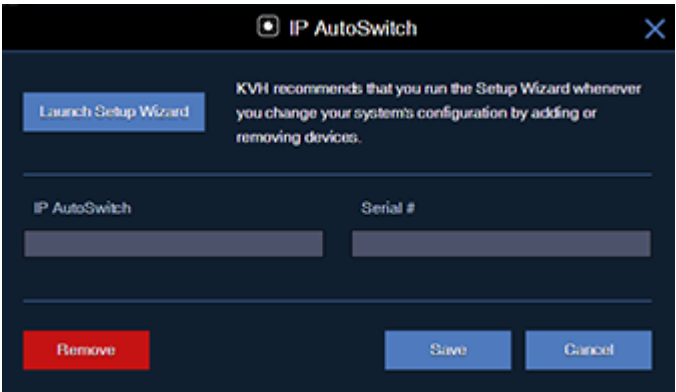 IP AutoSwitch
Launch Setup Wizard
KVH recommends that you run the Setup Wizard whenever
you change your system's configuration by adding or
removing devices.
IP AutoSwitch
Serial #
Remove
Save
Cancel